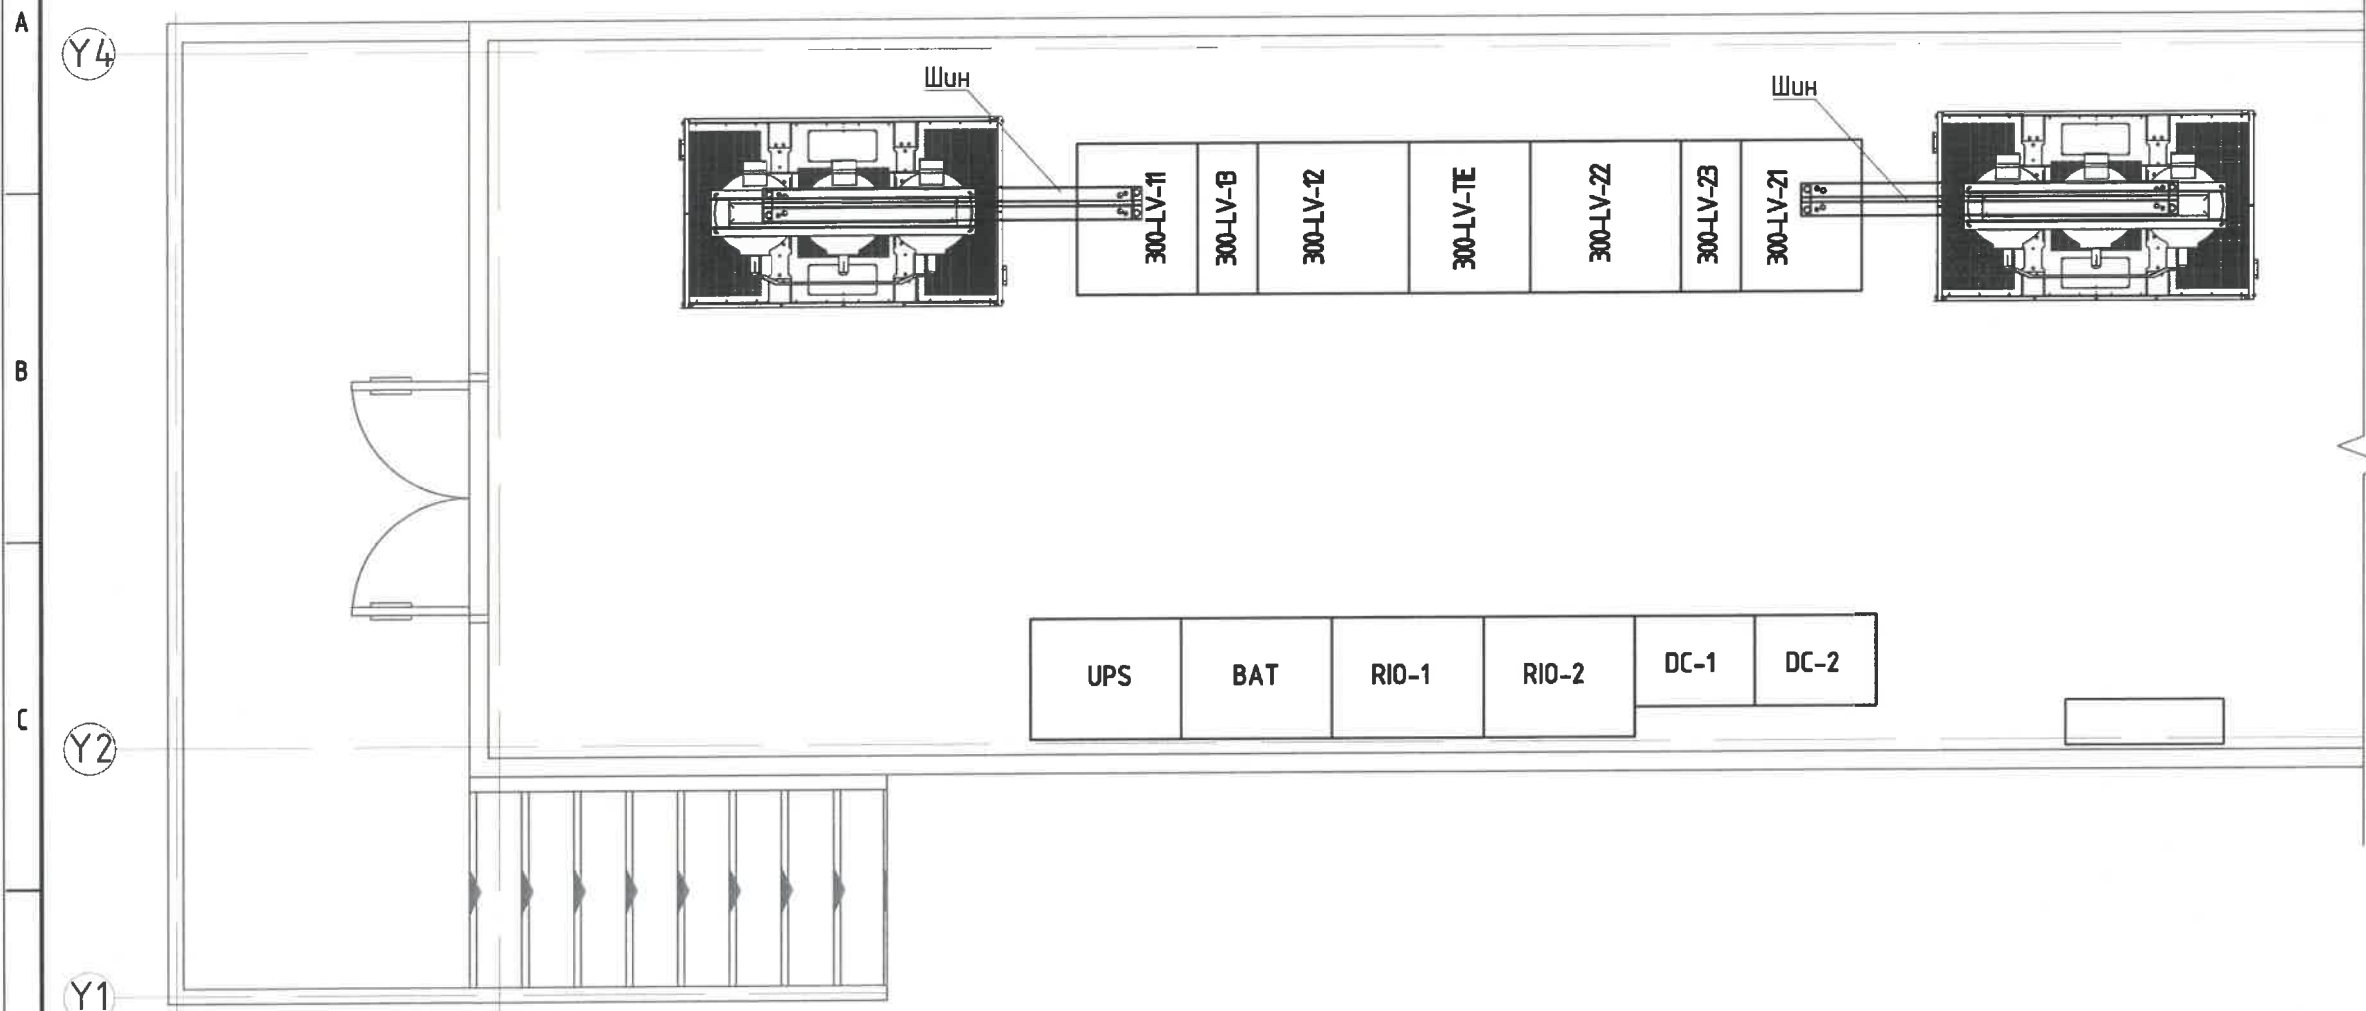 A
Y4
Шин
Шин
300-LV-11
300-LV-13
300-LV-12
300-LV-TIE
300-LV-22
300-LV-23
300-LV-21
B
UPS
BAT
RIO-1
RIO-2
DC-1
DC-2
C
Y2
Y1